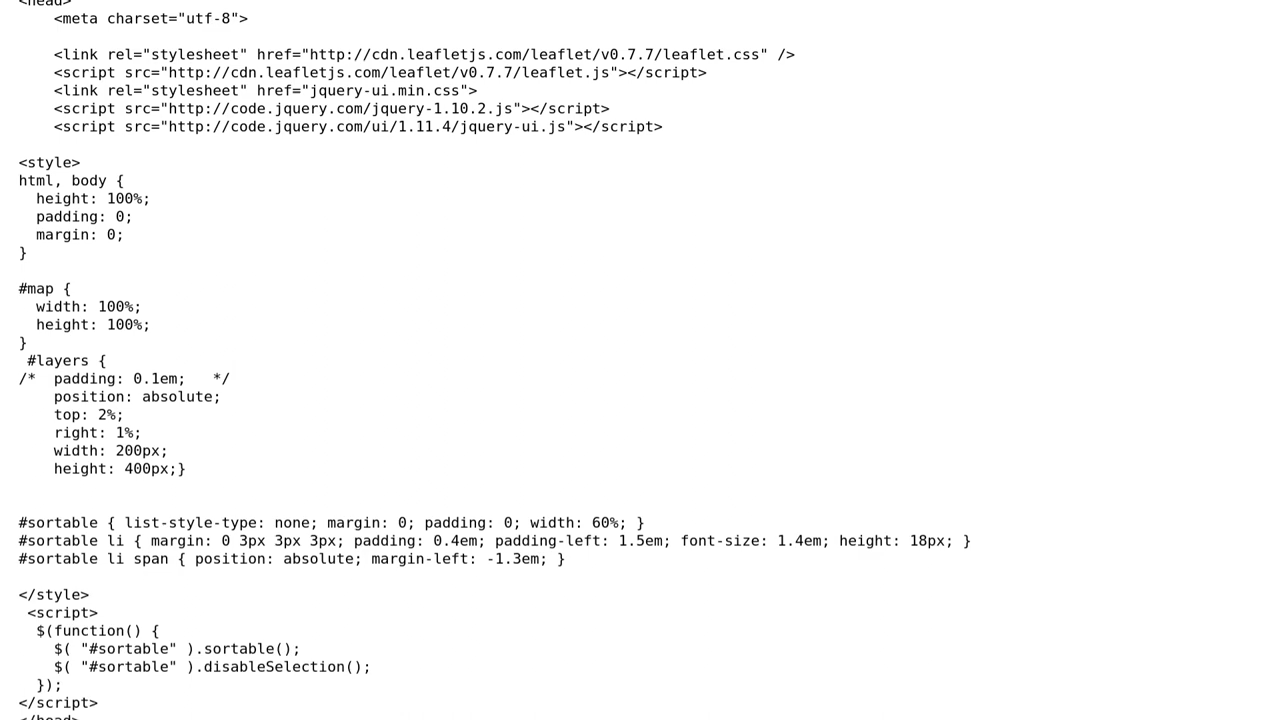 <head>
    <meta charset="utf-8">

    <link rel="stylesheet" href="http://cdn.leafletjs.com/leaflet/v0.7.7/leaflet.css" />
    <script src="http://cdn.leafletjs.com/leaflet/v0.7.7/leaflet.js"></script>
    <link rel="stylesheet" href="jquery-ui.min.css">
    <script src="http://code.jquery.com/jquery-1.10.2.js"></script>
    <script src="http://code.jquery.com/ui/1.11.4/jquery-ui.js"></script>

<style>
html, body {
  height: 100%;
  padding: 0;
  margin: 0;
}

#map {
  width: 100%;
  height: 100%;
}
 #layers {
/*  padding: 0.1em;   */
    position: absolute;
    top: 2%;
    right: 1%;
    width: 200px;
    height: 400px;}


#sortable { list-style-type: none; margin: 0; padding: 0; width: 60%; }
#sortable li { margin: 0 3px 3px 3px; padding: 0.4em; padding-left: 1.5em; font-size: 1.4em; height: 18px; }
#sortable li span { position: absolute; margin-left: -1.3em; }

</style>
 <script>
  $(function() {
    $( "#sortable" ).sortable();
    $( "#sortable" ).disableSelection();
  });
</script>
</head>